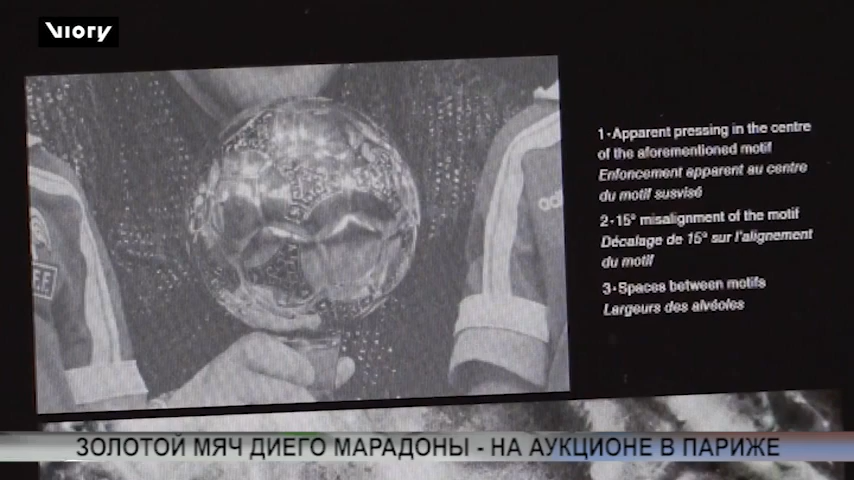 VIORY
1 • Apparent pressing in the centre
of the aforementioned motif
Enfoncement apparent au centre
du motif susvisé
2 • 15° misalignment of the motif
Décalage de 15° sur l'alignement
du motif
3 • Spaces between motifs
Largeurs des alvéoles
adi
F.F.
ЗОЛОТОЙ МЯЧ ДИЕГО МАРАДОНЫ - НА АУКЦИОНЕ В ПАРИЖЕ